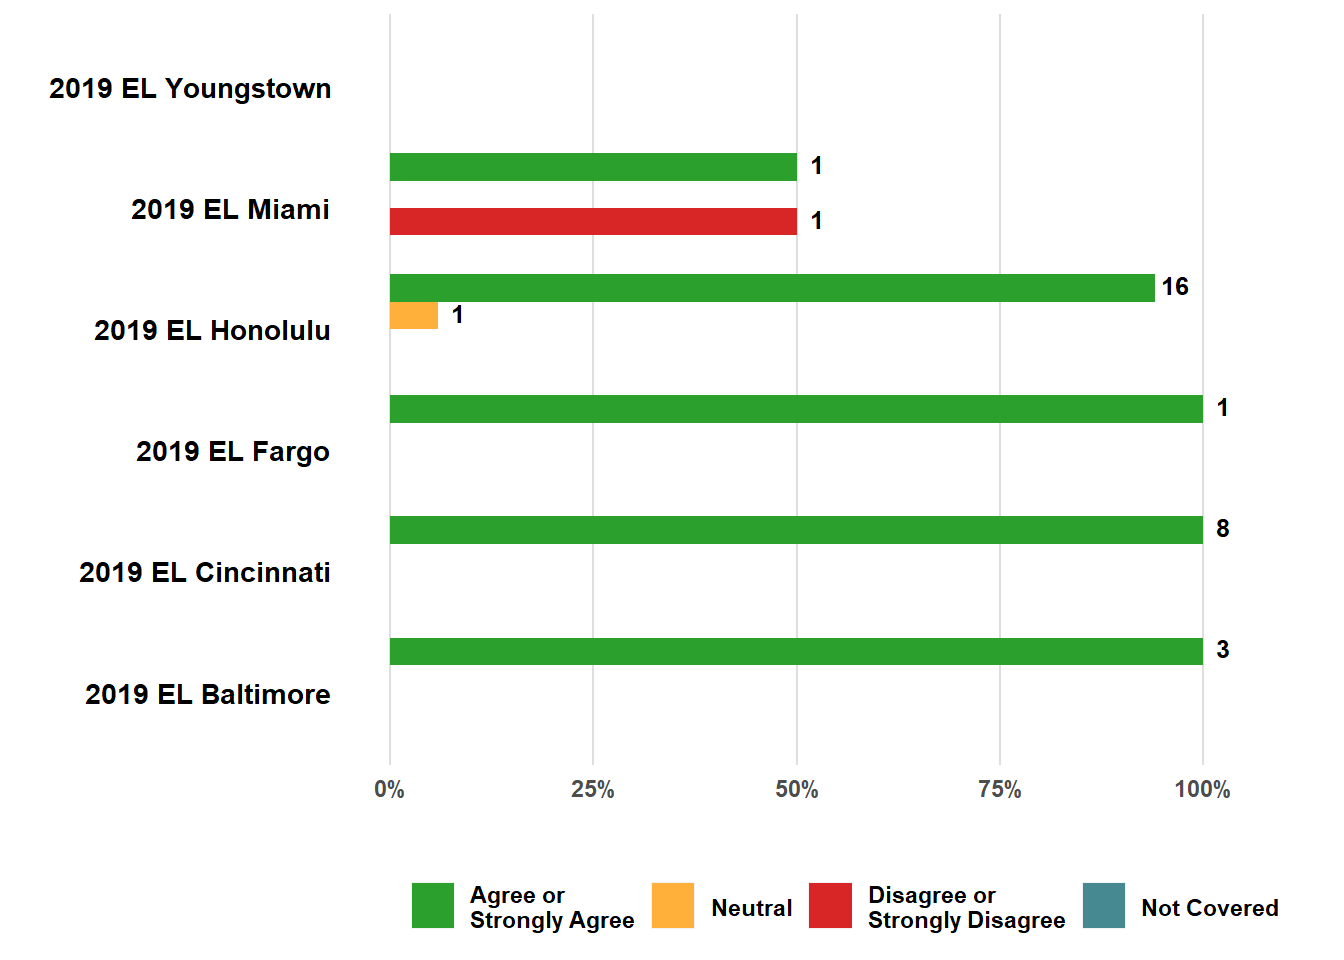 2019 EL Youngstown
1
2019 EL Miami
1
16
1
2019 EL Honolulu
1
2019 EL Fargo
8
2019 EL Cincinnati
3
2019 EL Baltimore
0%
25%
50%
75%
100%
Agree or
Strongly Agree
Neutral
Disagree or
Strongly Disagree
Not Covered